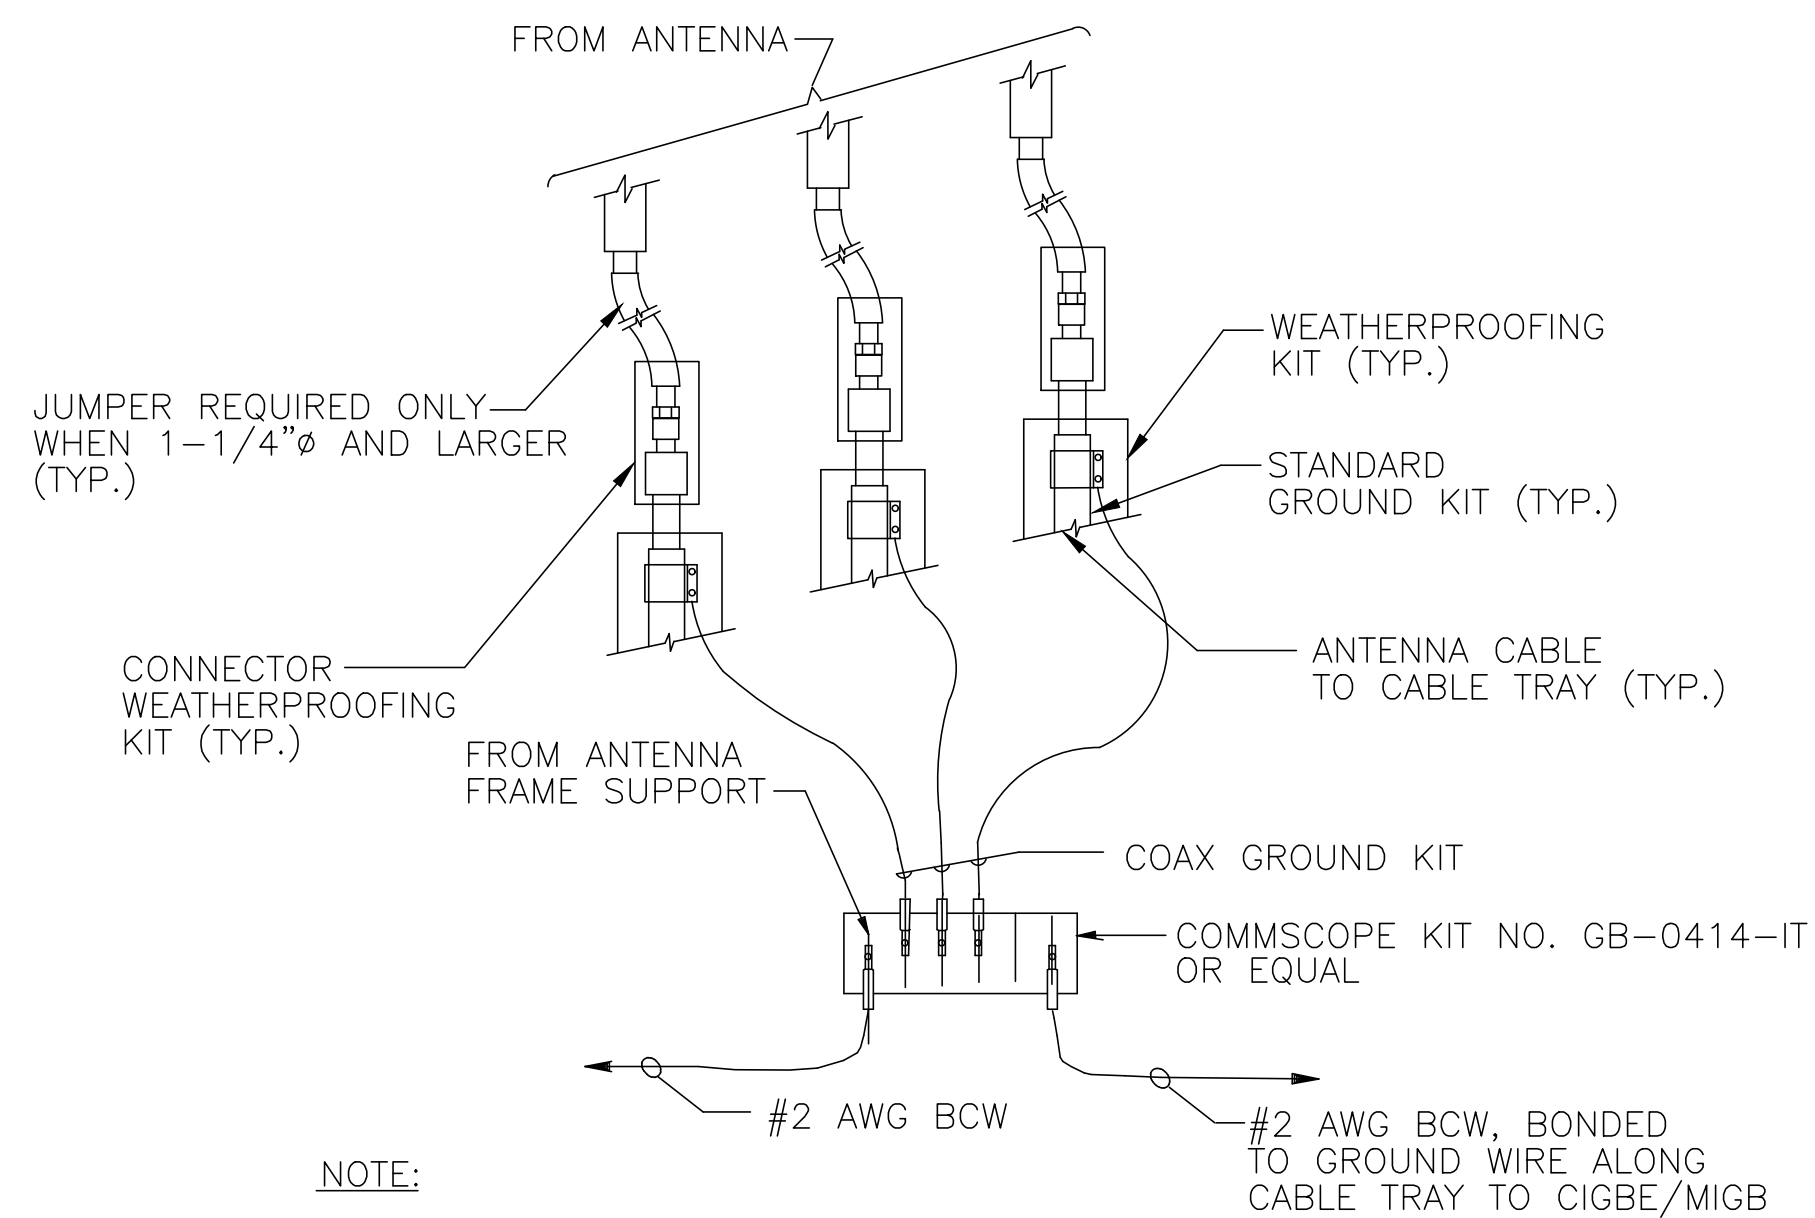 FROM ANTENNA
WEATHERPROOFING
KIT (TYP.)
JUMPER REQUIRED ONLY
WHEN 1-1/4"ø AND LARGER
(TYP.)
STANDARD
GROUND KIT (TYP.)
ANTENNA CABLE
TO CABLE TRAY (TYP.)
CONNECTOR
WEATHERPROOFING
KIT (TYP.)
FROM ANTENNA
FRAME SUPPORT
COAX GROUND KIT
COMMSCOPE KIT NO. GB-0414-IT
OR EQUAL
#2 AWG BCW
#2 AWG BCW, BONDED
TO GROUND WIRE ALONG
CABLE TRAY TO CIGBE/MIGB
NOTE: